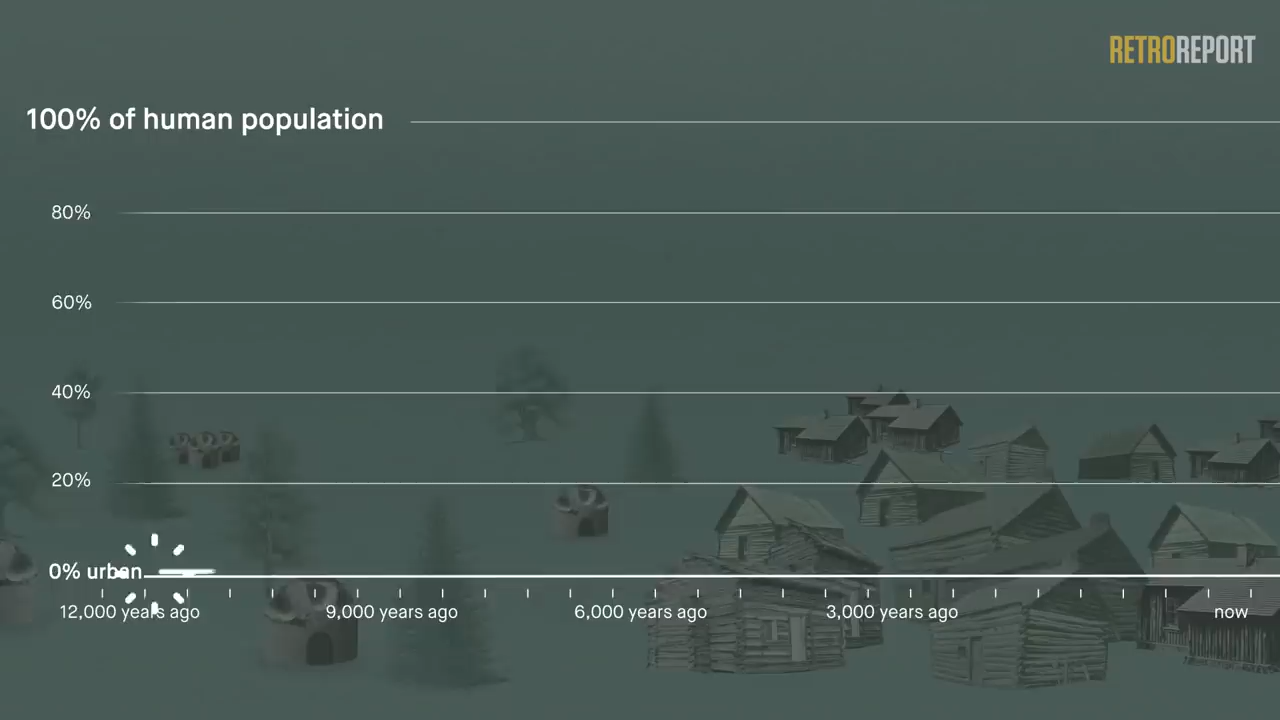 RETROREPORT
100% of human population
80%
60%
40%
20%
0% urban
12,000 years ago 9,000 years ago 6,000 years ago 3,000 years ago now